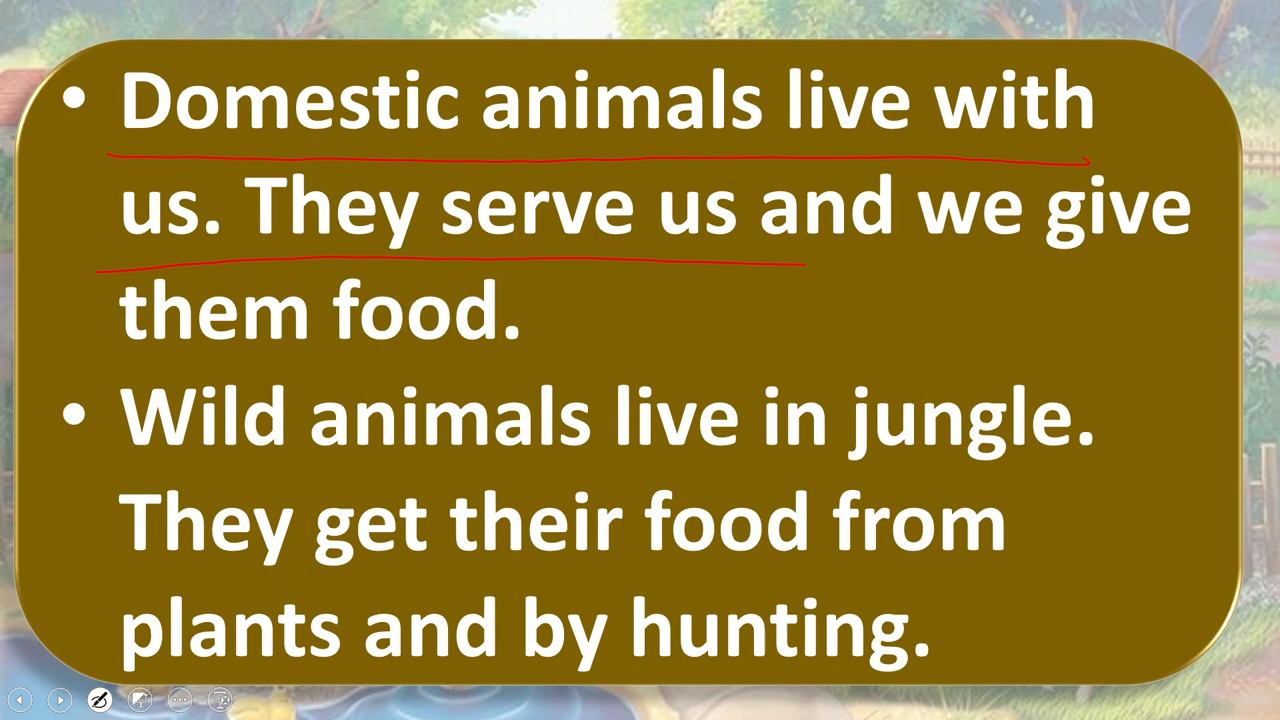 • Domestic animals live with
us. They serve us and we give
them food.
• Wild animals live in jungle.
They get their food from
plants and by hunting.